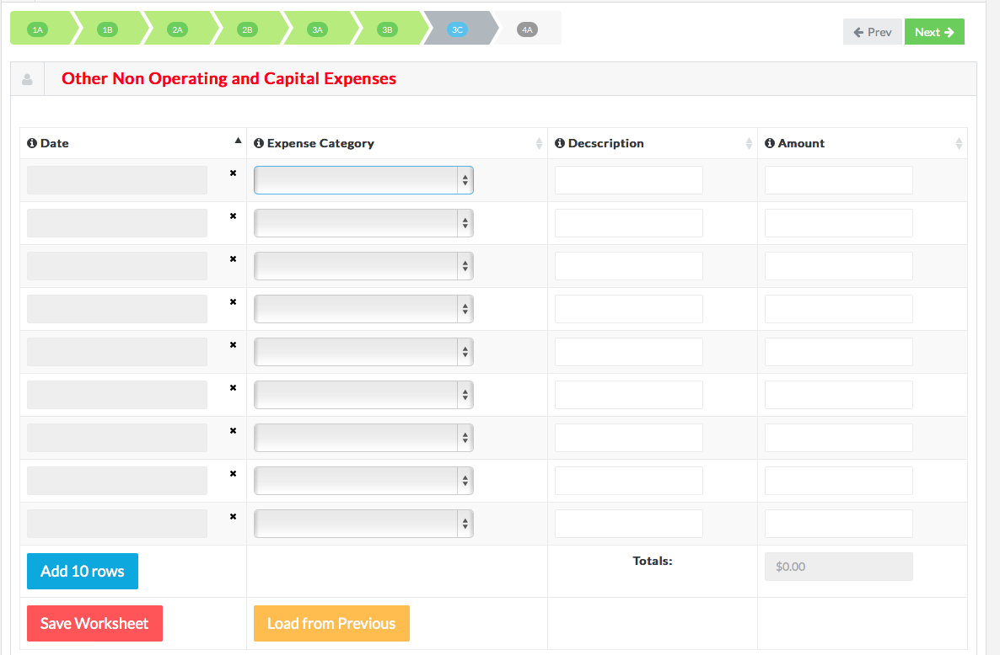 1A 1B 2A 2B 3A 3B 3C 4A
Prev Next
Other Non Operating and Capital Expenses
Date Expense Category Decscription Amount
Add 10 rows Totals: $0.00
Save Worksheet Load from Previous